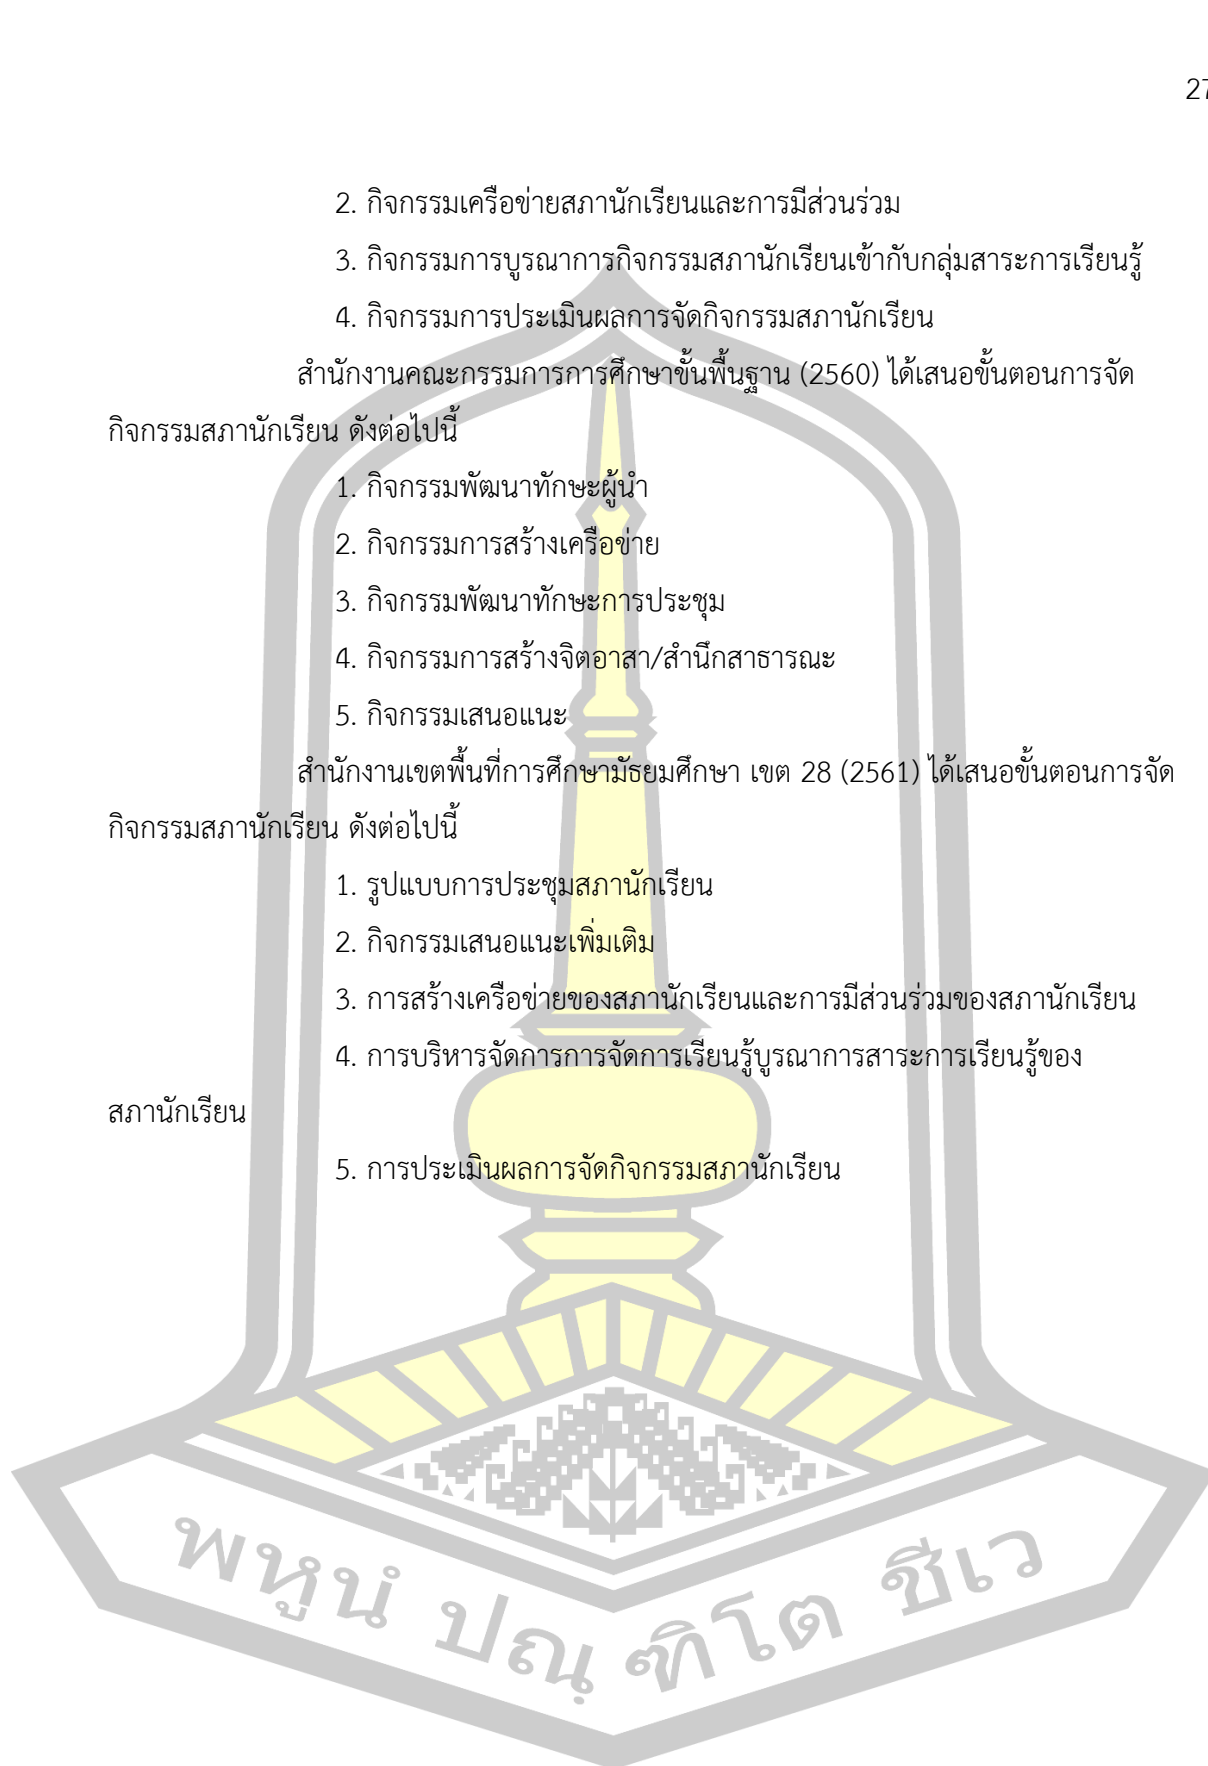 27
2. กิจกรรมเครือข่ายสภานักเรียนและการมีส่วนร่วม
3. กิจกรรมการบูรณาการกิจกรรมสภานักเรียนเข้ากับกลุ่มสาระการเรียนรู้
4. กิจกรรมการประเมินผลการจัดกิจกรรมสภานักเรียน
สำนักงานคณะกรรมการการศึกษาขั้นพื้นฐาน (2560) ได้เสนอขั้นตอนการจัด
กิจกรรมสภานักเรียน ดังต่อไปนี้
1. กิจกรรมพัฒนาทักษะผู้นำ
2. กิจกรรมการสร้างเครือข่าย
3. กิจกรรมพัฒนาทักษะการประชุม
4. กิจกรรมการสร้างจิตอาสา/สำนึกสาธารณะ
5. กิจกรรมเสนอแนะ
สำนักงานเขตพื้นที่การศึกษามัธยมศึกษา เขต 28 (2561) ได้เสนอขั้นตอนการจัด
กิจกรรมสภานักเรียน ดังต่อไปนี้
1. รูปแบบการประชุมสภานักเรียน
2. กิจกรรมเสนอแนะเพิ่มเติม
3. การสร้างเครือข่ายของสภานักเรียนและการมีส่วนร่วมของสภานักเรียน
4. การบริหารจัดการการจัดการเรียนรู้บูรณาการสาระการเรียนรู้ของ
สภานักเรียน
5. การประเมินผลการจัดกิจกรรมสภานักเรียน
พหูนํ ปณฺฑิโต ชีเว